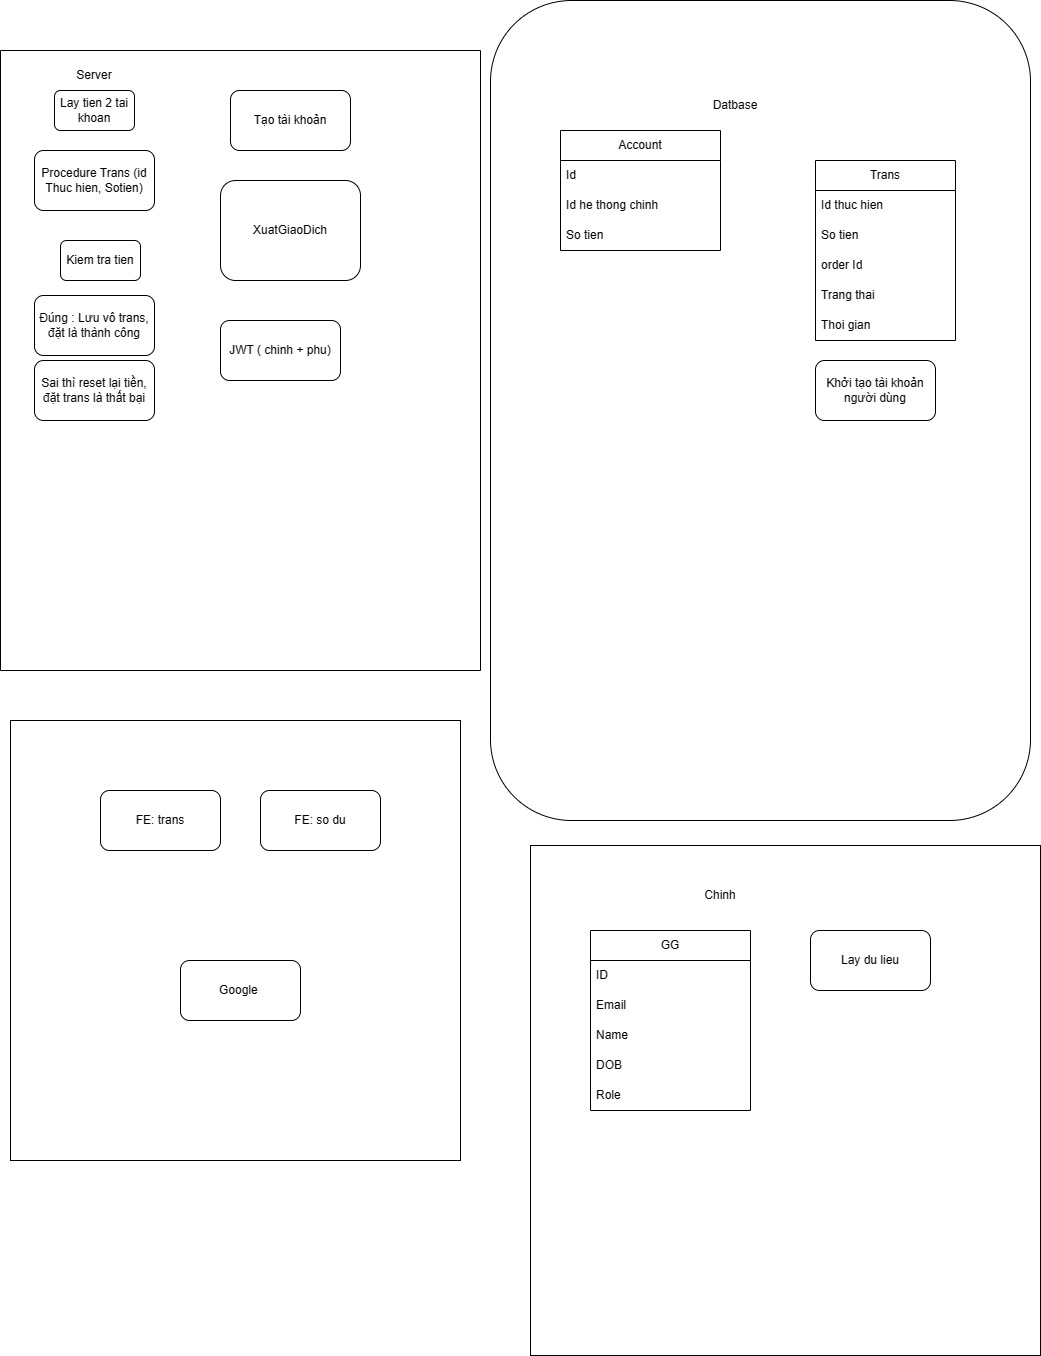 Server
Lay tien 2 tai
khoan
Procedure Trans (id
Thuc hien, Sotien)
Kiem tra tien
Đúng : Lưu vô trans,
đặt là thành công
Sai thì reset lại tiền,
đặt trans là thất bại
Tạo tài khoản
XuatGiaoDich
JWT ( chinh + phu)
Datbase
Account
Id
Id he thong chinh
So tien
Trans
Id thuc hien
So tien
order Id
Trang thai
Thoi gian
Khởi tạo tài khoản
người dùng
FE: trans
FE: so du
Google
Chinh
GG
ID
Email
Name
DOB
Role
Lay du lieu